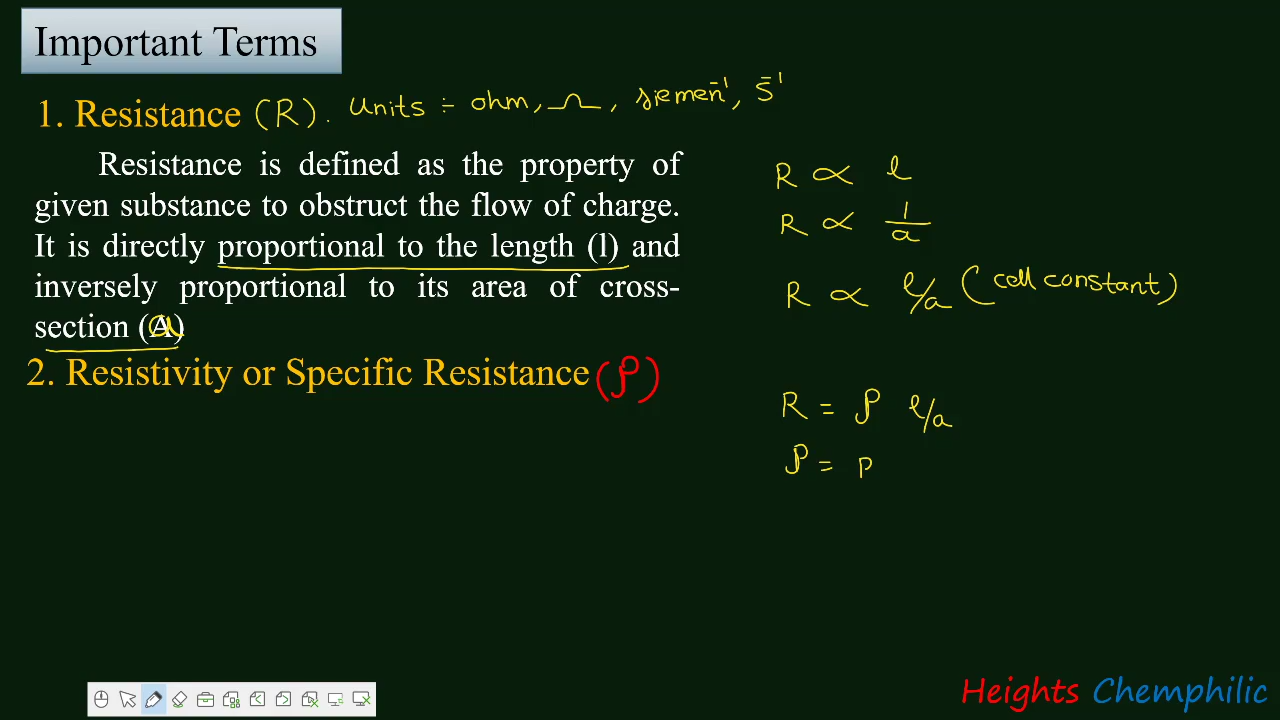 Important Terms
1. Resistance (R). Units :- ohm, Ω, siemen⁻¹, S⁻¹
Resistance is defined as the property of
given substance to obstruct the flow of charge.
It is directly proportional to the length (l) and
inversely proportional to its area of cross-
section (A)
a
2. Resistivity or Specific Resistance (ρ)
R ∝ l
R ∝ 1/a
R ∝ l/a (cell constant)
R = ρ l/a
ρ = P
Heights Chemphilic